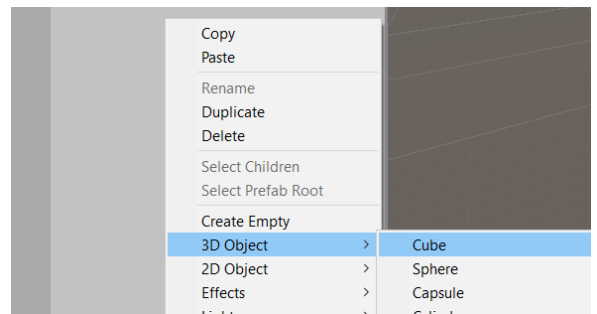 Copy
Paste
Rename
Duplicate
Delete
Select Children
Select Prefab Root
Create Empty
3D Object
2D Object
Effects
Cube
Sphere
Capsule